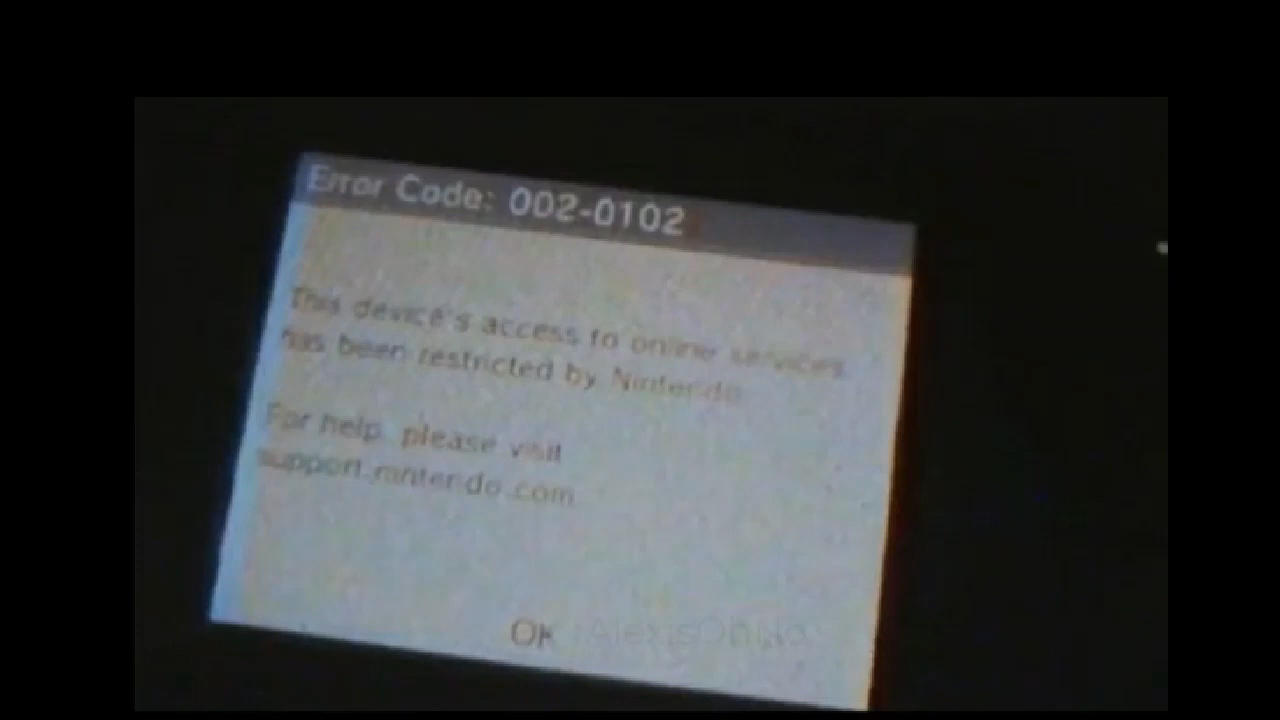 Error Code: 002-0102
This device's access to online services
has been restricted by Nintendo
For help, please visit
support.nintendo.com
OK